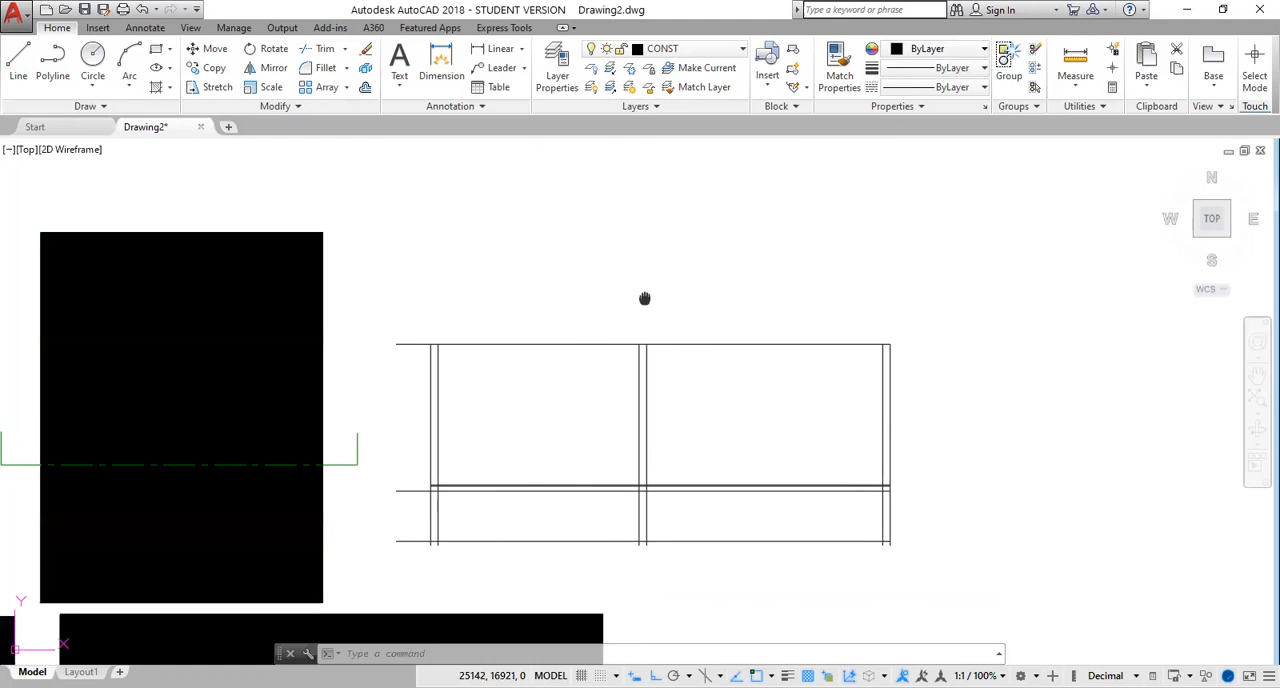 Autodesk AutoCAD 2018 - STUDENT VERSION Drawing2.dwg
Type a keyword or phrase
Sign In
Home Insert Annotate View Manage Output Add-ins A360 Featured Apps Express Tools
Line Polyline Circle Arc
Move Rotate Trim
Copy Mirror Fillet
Stretch Scale Array
Text Dimension
Linear
Leader
Table
Layer Properties
CONST
Make Current
Match Layer
Insert
Match Properties
ByLayer
ByLayer
ByLayer
Group
Measure
Paste
Base
Select Mode
Draw Modify Annotation Layers Block Properties Groups Utilities Clipboard View Touch
Start Drawing2*
[−][Top][2D Wireframe]
N
W TOP E
S
WCS
Y
X
Type a command
Model Layout1
25142, 16921, 0 MODEL 1:1 / 100% Decimal